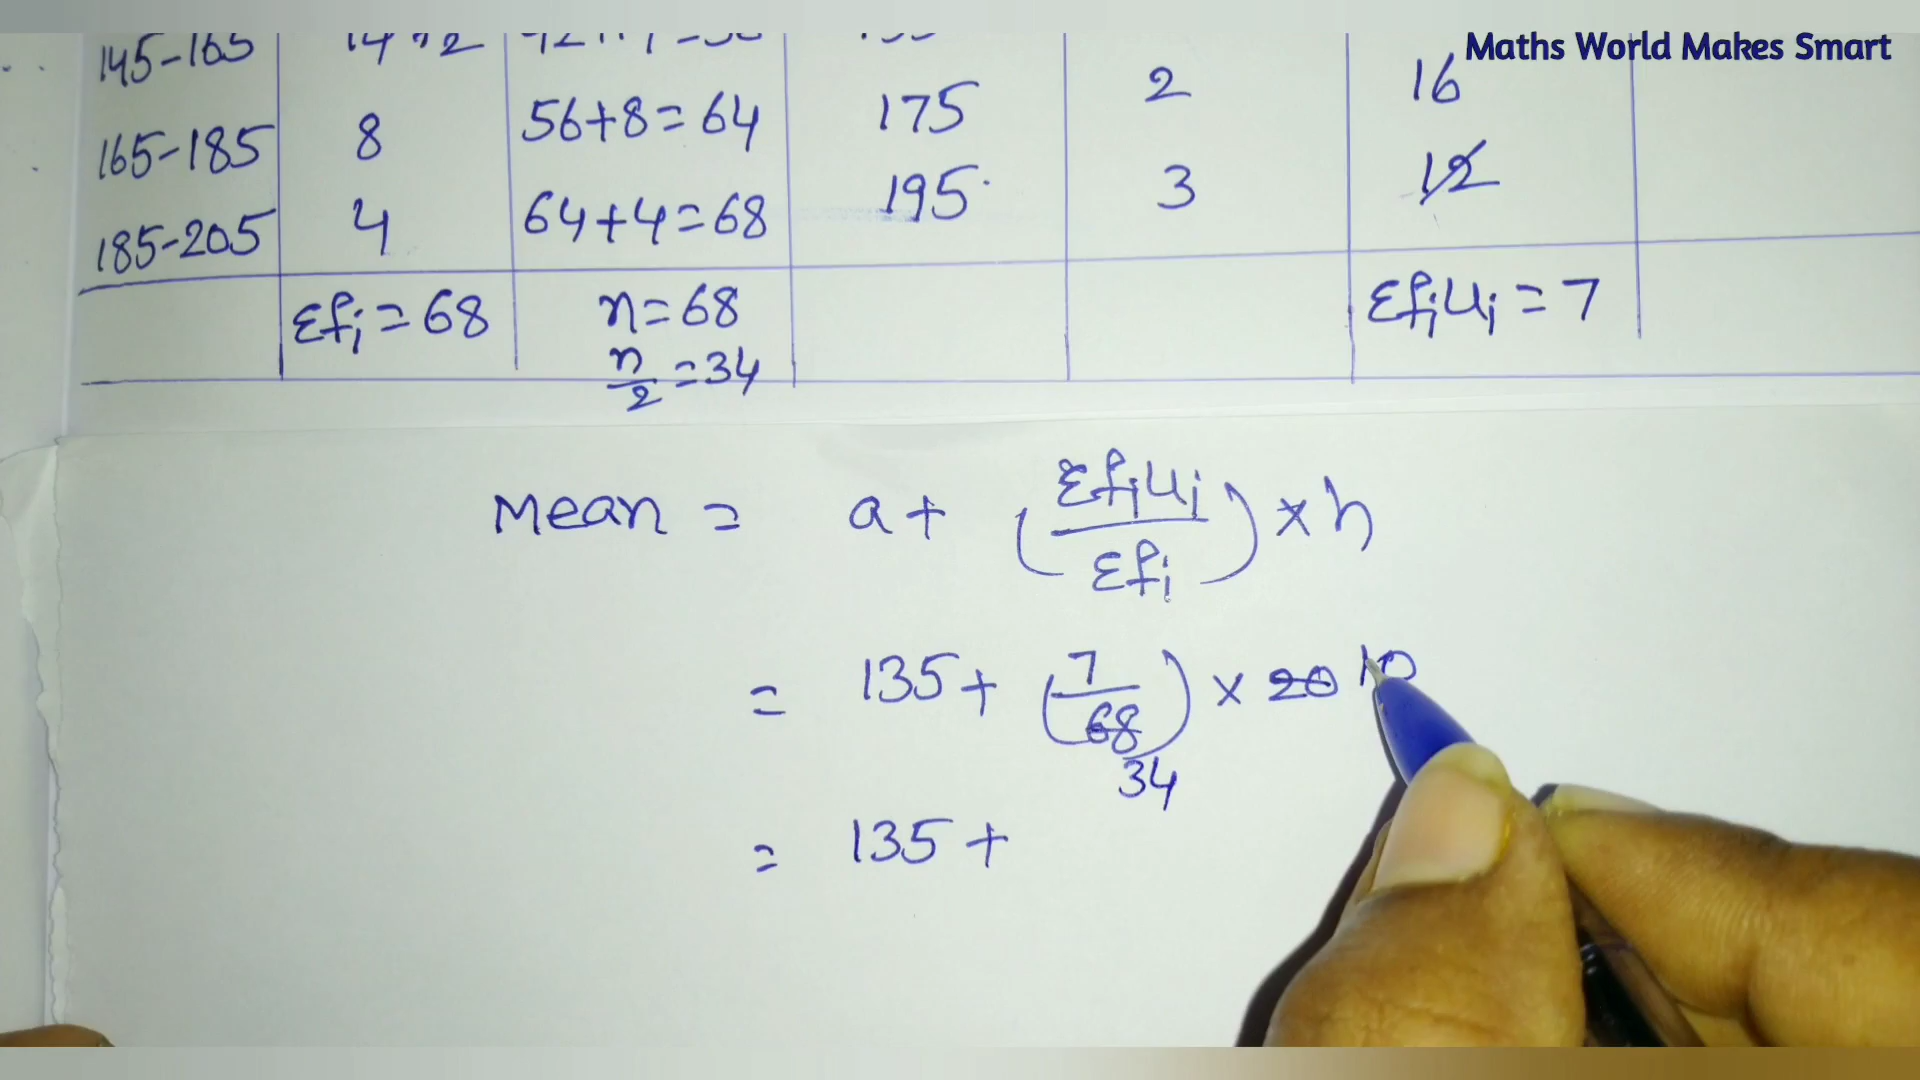 Maths World Makes Smart
145-165
2 16
165-185 8 56+8=64 175
185-205 4 64+4=68 195 3 12
Σfᵢ = 68 n=68 Σfᵢuᵢ = 7
n/2 = 34
Mean = a + (Σfᵢuᵢ/Σfᵢ) × h
= 135 + (7/68) × 20 10
34
= 135 +